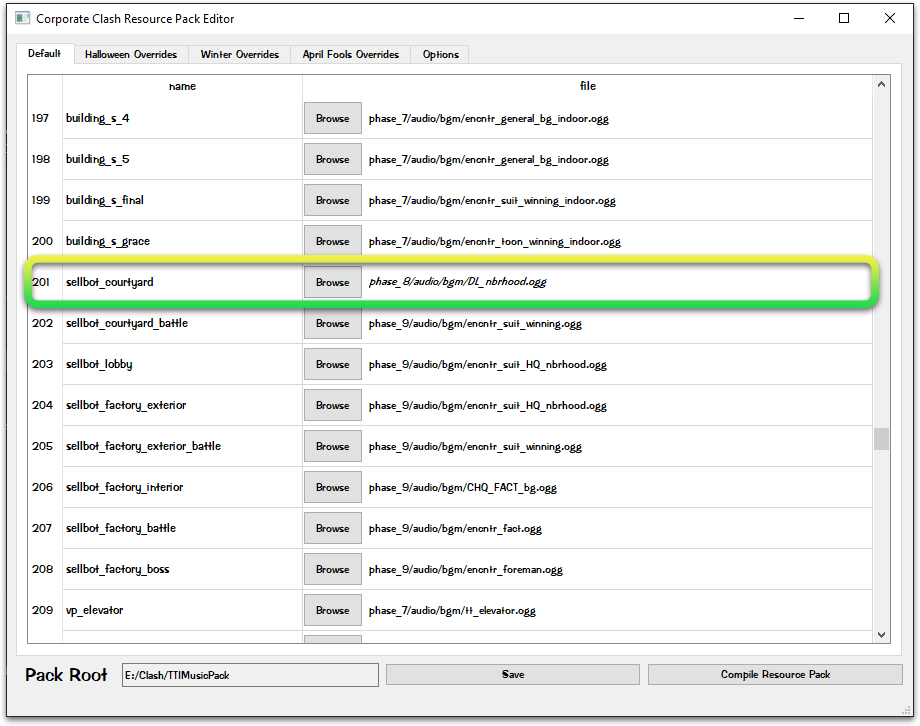 Corporate Clash Resource Pack Editor
Default Halloween Overrides Winter Overrides April Fools Overrides Options
name file
197 building_s_4 Browse phase_7/audio/bgm/encntr_general_bg_indoor.ogg
198 building_s_5 Browse phase_7/audio/bgm/encntr_general_bg_indoor.ogg
199 building_s_final Browse phase_7/audio/bgm/encntr_suit_winning_indoor.ogg
200 building_s_grace Browse phase_7/audio/bgm/encntr_toon_winning_indoor.ogg
201 sellbot_courtyard Browse phase_8/audio/bgm/DL_nbrhood.ogg
202 sellbot_courtyard_battle Browse phase_9/audio/bgm/encntr_suit_winning.ogg
203 sellbot_lobby Browse phase_9/audio/bgm/encntr_suit_HQ_nbrhood.ogg
204 sellbot_factory_exterior Browse phase_9/audio/bgm/encntr_suit_HQ_nbrhood.ogg
205 sellbot_factory_exterior_battle Browse phase_9/audio/bgm/encntr_suit_winning.ogg
206 sellbot_factory_interior Browse phase_9/audio/bgm/CHQ_FACT_bg.ogg
207 sellbot_factory_battle Browse phase_9/audio/bgm/encntr_fact.ogg
208 sellbot_factory_boss Browse phase_9/audio/bgm/encntr_foreman.ogg
209 vp_elevator Browse phase_7/audio/bgm/tt_elevator.ogg
Pack Root E:/Clash/TTIMusicPack Save Compile Resource Pack